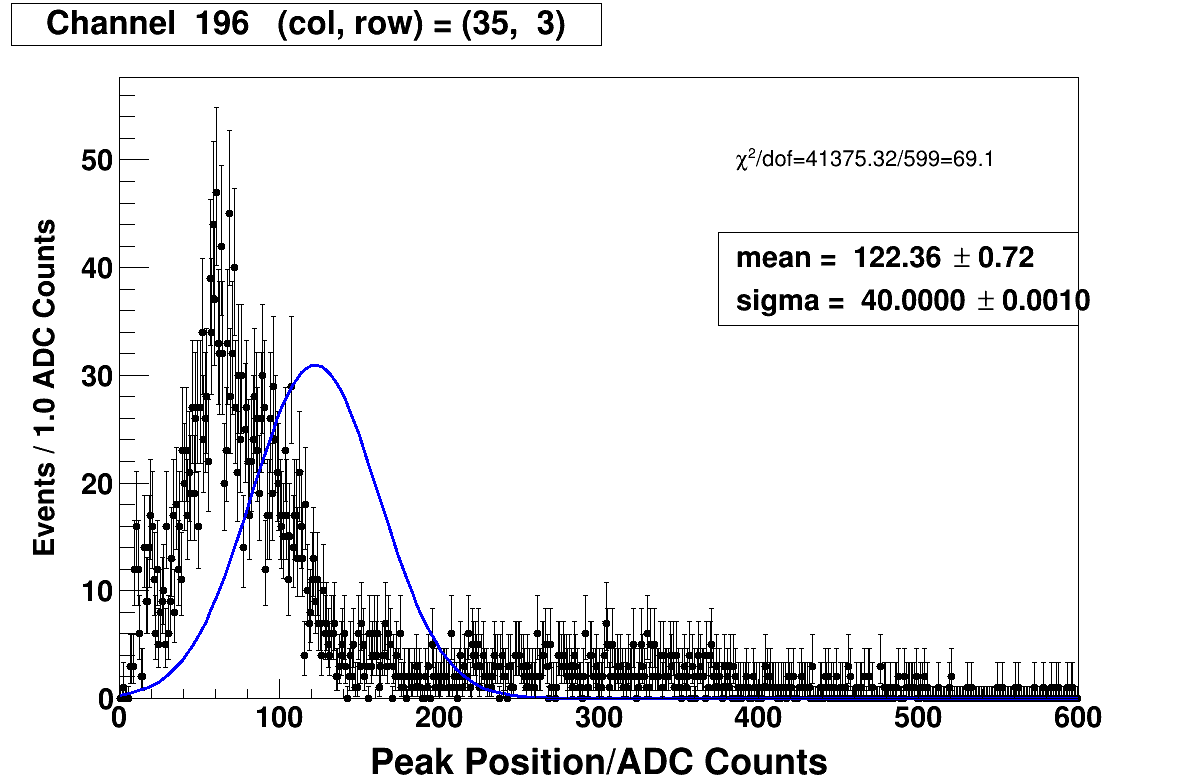 Channel 196 (col, row) = (35, 3)
χ²/dof=41375.32/599=69.1
mean = 122.36 ± 0.72
sigma = 40.0000 ± 0.0010
Events / 1.0 ADC Counts
50
40
30
20
10
0
0 100 200 300 400 500 600
Peak Position/ADC Counts